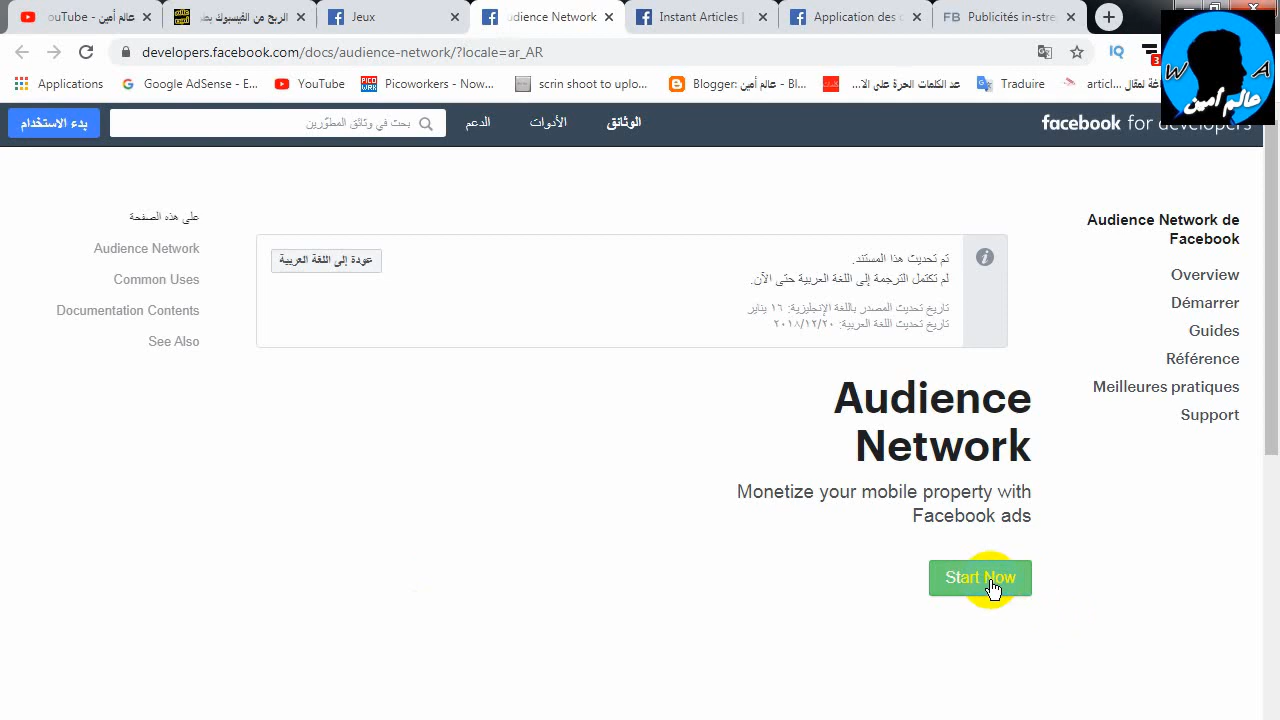 ouTube - عالم أمين
الربح من الفيسبوك بطر
Jeux
udience Network
Instant Articles |
Application des c
FB Publicités in-stre
developers.facebook.com/docs/audience-network/?locale=ar_AR
Applications
Google AdSense - E...
YouTube
Picoworkers - Now...
scrin shoot to uplo...
Blogger: عالم أمين - Bl...
عد الكلمات الحرة على الا...
Traduire
articl...
اغة لمقال
W A
عالم أمين
facebook for developers
الوثائق
الأدوات
الدعم
بحث في وثائق المطوّرين
بدء الاستخدام
على هذه الصفحة
Audience Network
Common Uses
Documentation Contents
See Also
تم تحديث هذا المستند.
لم تكتمل الترجمة إلى اللغة العربية حتى الآن.
تاريخ تحديث المصدر باللغة الإنجليزية: ١٦ يناير
تاريخ تحديث اللغة العربية: ٢٠١٨/١٢/٢٠
عودة إلى اللغة العربية
Audience Network de
Facebook
Overview
Démarrer
Guides
Référence
Meilleures pratiques
Support
Audience
Network
Monetize your mobile property with
Facebook ads
Start Now